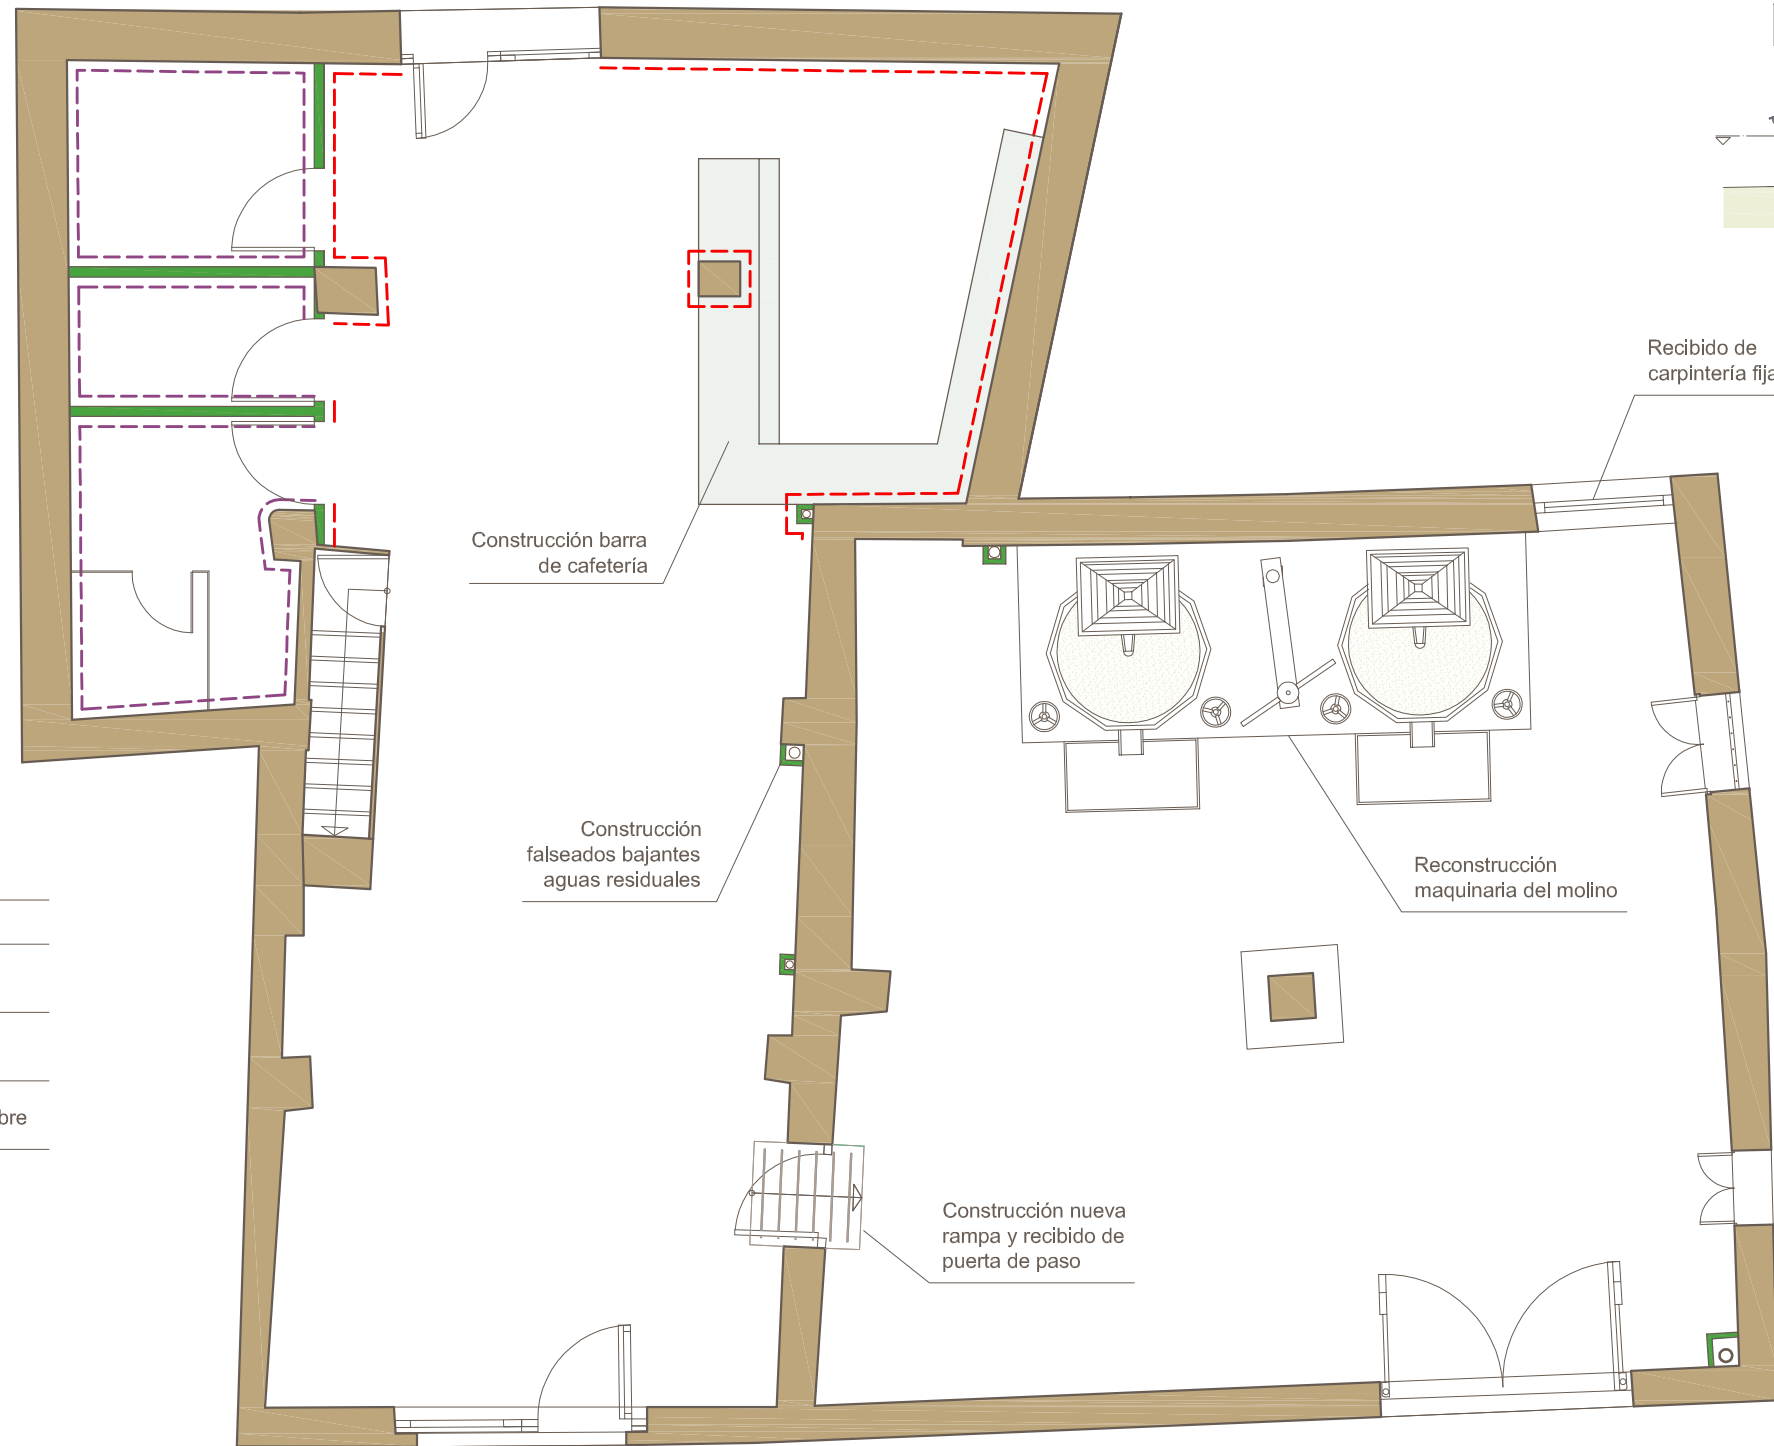 Recibido de
carpintería fija
Construcción barra
de cafetería
Construcción
falseados bajantes
aguas residuales
Reconstrucción
maquinaria del molino
bre
Construcción nueva
rampa y recibido de
puerta de paso